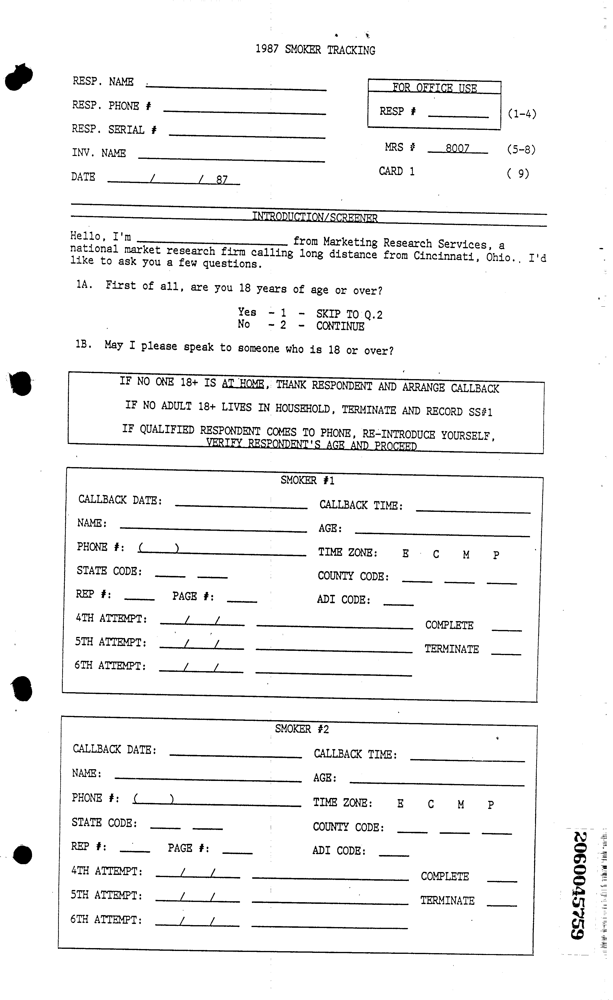 1987 SMOKER TRACKING
RESP. NAME
FOR OFFICE USE
RESP. PHONE #
RESP # (1-4)
RESP. SERIAL #
INV. NAME
MRS # 8007 (5-8)
DATE / / 87
CARD 1 ( 9)
INTRODUCTION/SCREENER
Hello, I'm from Marketing Research Services, a
national market research firm calling long distance from Cincinnati, Ohio.. I'd
like to ask you a few questions.
1A. First of all, are you 18 years of age or over?
Yes - 1 - SKIP TO Q.2
No - 2 - CONTINUE
1B. May I please speak to someone who is 18 or over?
IF NO ONE 18+ IS AT HOME, THANK RESPONDENT AND ARRANGE CALLBACK
IF NO ADULT 18+ LIVES IN HOUSEHOLD, TERMINATE AND RECORD SS#1
IF QUALIFIED RESPONDENT COMES TO PHONE, RE-INTRODUCE YOURSELF,
VERIFY RESPONDENT'S AGE AND PROCEED
SMOKER #1
CALLBACK DATE: CALLBACK TIME:
NAME: AGE:
PHONE #: ( ) TIME ZONE: E C M P
STATE CODE: COUNTY CODE:
REP #: PAGE #: ADI CODE:
4TH ATTEMPT: / / COMPLETE
5TH ATTEMPT: / / TERMINATE
6TH ATTEMPT: / /
SMOKER #2
CALLBACK DATE: CALLBACK TIME:
NAME: AGE:
PHONE #: ( ) TIME ZONE: E C M P
STATE CODE: COUNTY CODE:
REP #: PAGE #: ADI CODE:
4TH ATTEMPT: / / COMPLETE
5TH ATTEMPT: / / TERMINATE
6TH ATTEMPT: / /
2060045759